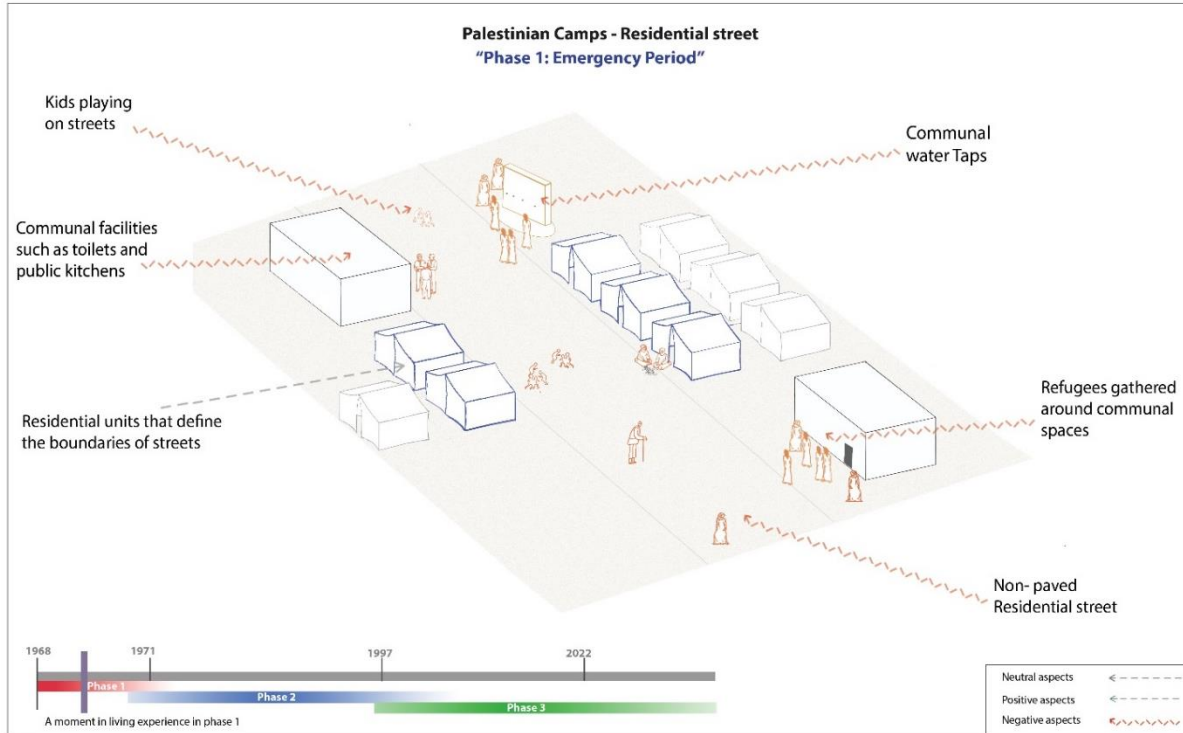 Palestinian Camps - Residential street
“Phase 1: Emergency Period”
Kids playing
on streets
Communal
water Taps
Communal facilities
such as toilets and
public kitchens
Residential units that define
the boundaries of streets
Refugees gathered
around communal
spaces
Non- paved
Residential street
1968
1971
1997
2022
Phase 1
Phase 2
Phase 3
A moment in living experience in phase 1
Neutral aspects
Positive aspects
Negative aspects